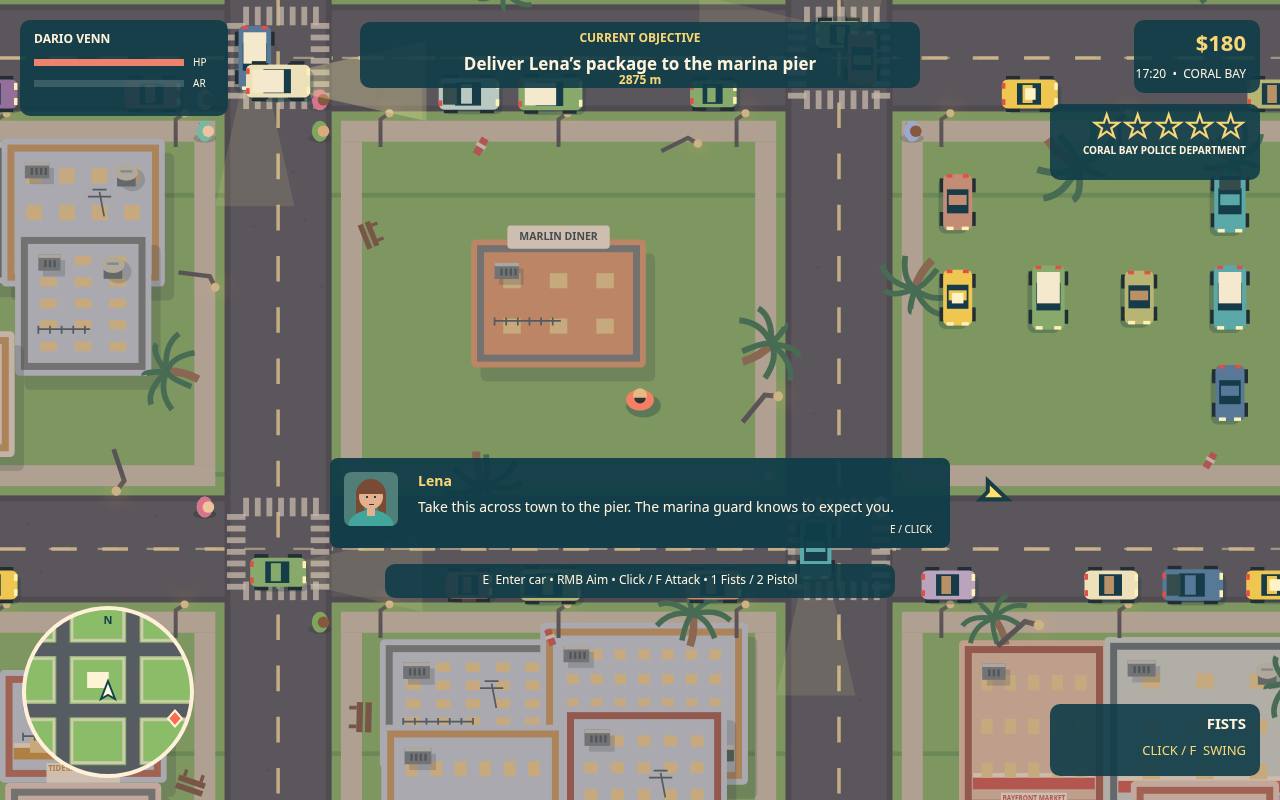 DARIO VENN
HP
AR
CURRENT OBJECTIVE
Deliver Lena's package to the marina pier
2875 m
$180
17:20 • CORAL BAY
CORAL BAY POLICE DEPARTMENT
MARLIN DINER
Lena
Take this across town to the pier. The marina guard knows to expect you.
E / CLICK
E Enter car • RMB Aim • Click / F Attack • 1 Fists / 2 Pistol
N
FISTS
CLICK / F SWING
BAYFRONT MARKET